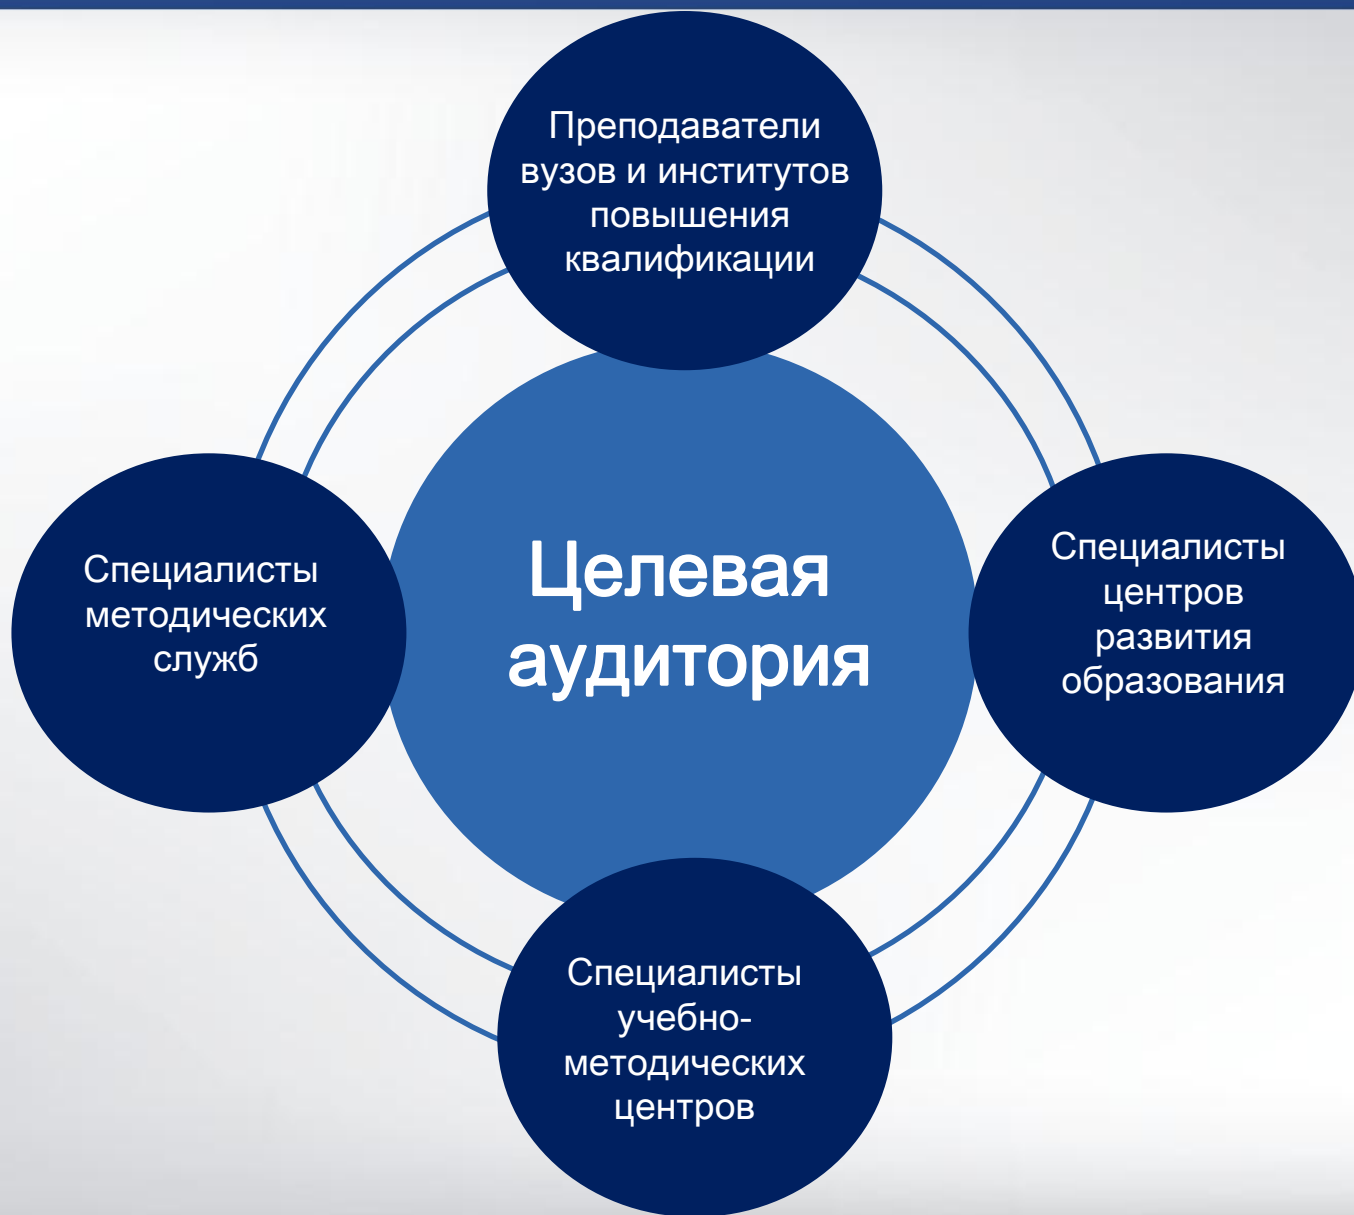 Преподаватели
вузов и институтов
повышения
квалификации
Целевая
аудитория
Специалисты
методических
служб
Специалисты
центров
развития
образования
Специалисты
учебно-
методических
центров